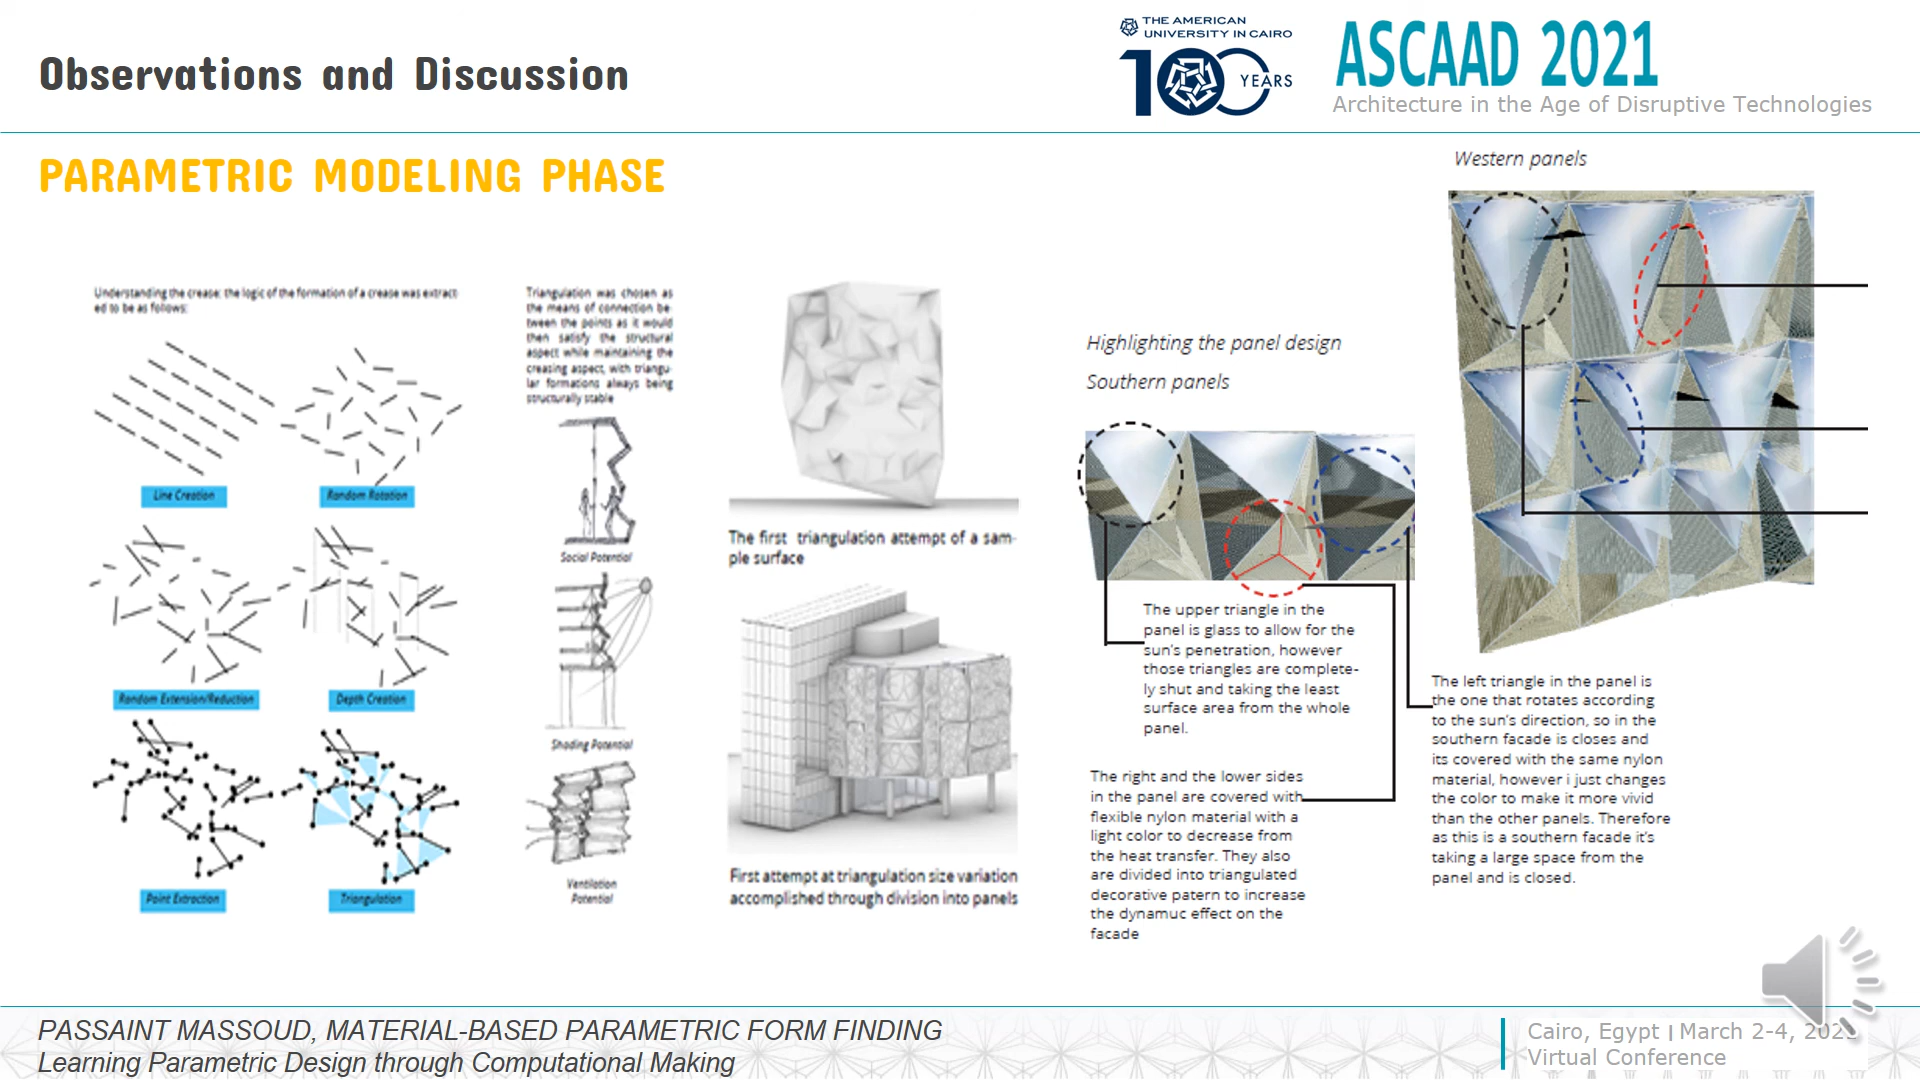 Observations and Discussion
THE AMERICAN
UNIVERSITY IN CAIRO
100 YEARS
ASCAAD 2021
Architecture in the Age of Disruptive Technologies
PARAMETRIC MODELING PHASE
Understanding the crease: the logic of the formation of a crease was extract-
ed to be as follows:
Line Creation
Random Rotation
Random Extension/Reduction
Depth Creation
Point Extraction
Triangulation
Triangulation was chosen as
the means of connection be-
tween the points as it would
then satisfy the structural
aspect while maintaining the
creasing aspect, with triangu-
lar formations always being
structurally stable
Social Potential
Shading Potential
Ventilation
Potential
The first triangulation attempt of a sam-
ple surface
First attempt at triangulation size variation
accomplished through division into panels
Highlighting the panel design
Southern panels
The upper triangle in the
panel is glass to allow for the
sun's penetration, however
those triangles are complete-
ly shut and taking the least
surface area from the whole
panel.
The right and the lower sides
in the panel are covered with
flexible nylon material with a
light color to decrease from
the heat transfer. They also
are divided into triangulated
decorative patern to increase
the dynamuc effect on the
facade
Western panels
The left triangle in the panel is
the one that rotates according
to the sun's direction, so in the
southern facade is closes and
its covered with the same nylon
material, however i just changes
the color to make it more vivid
than the other panels. Therefore
as this is a southern facade it's
taking a large space from the
panel and is closed.
PASSAINT MASSOUD, MATERIAL-BASED PARAMETRIC FORM FINDING
Learning Parametric Design through Computational Making
Cairo, Egypt | March 2-4, 2021
Virtual Conference